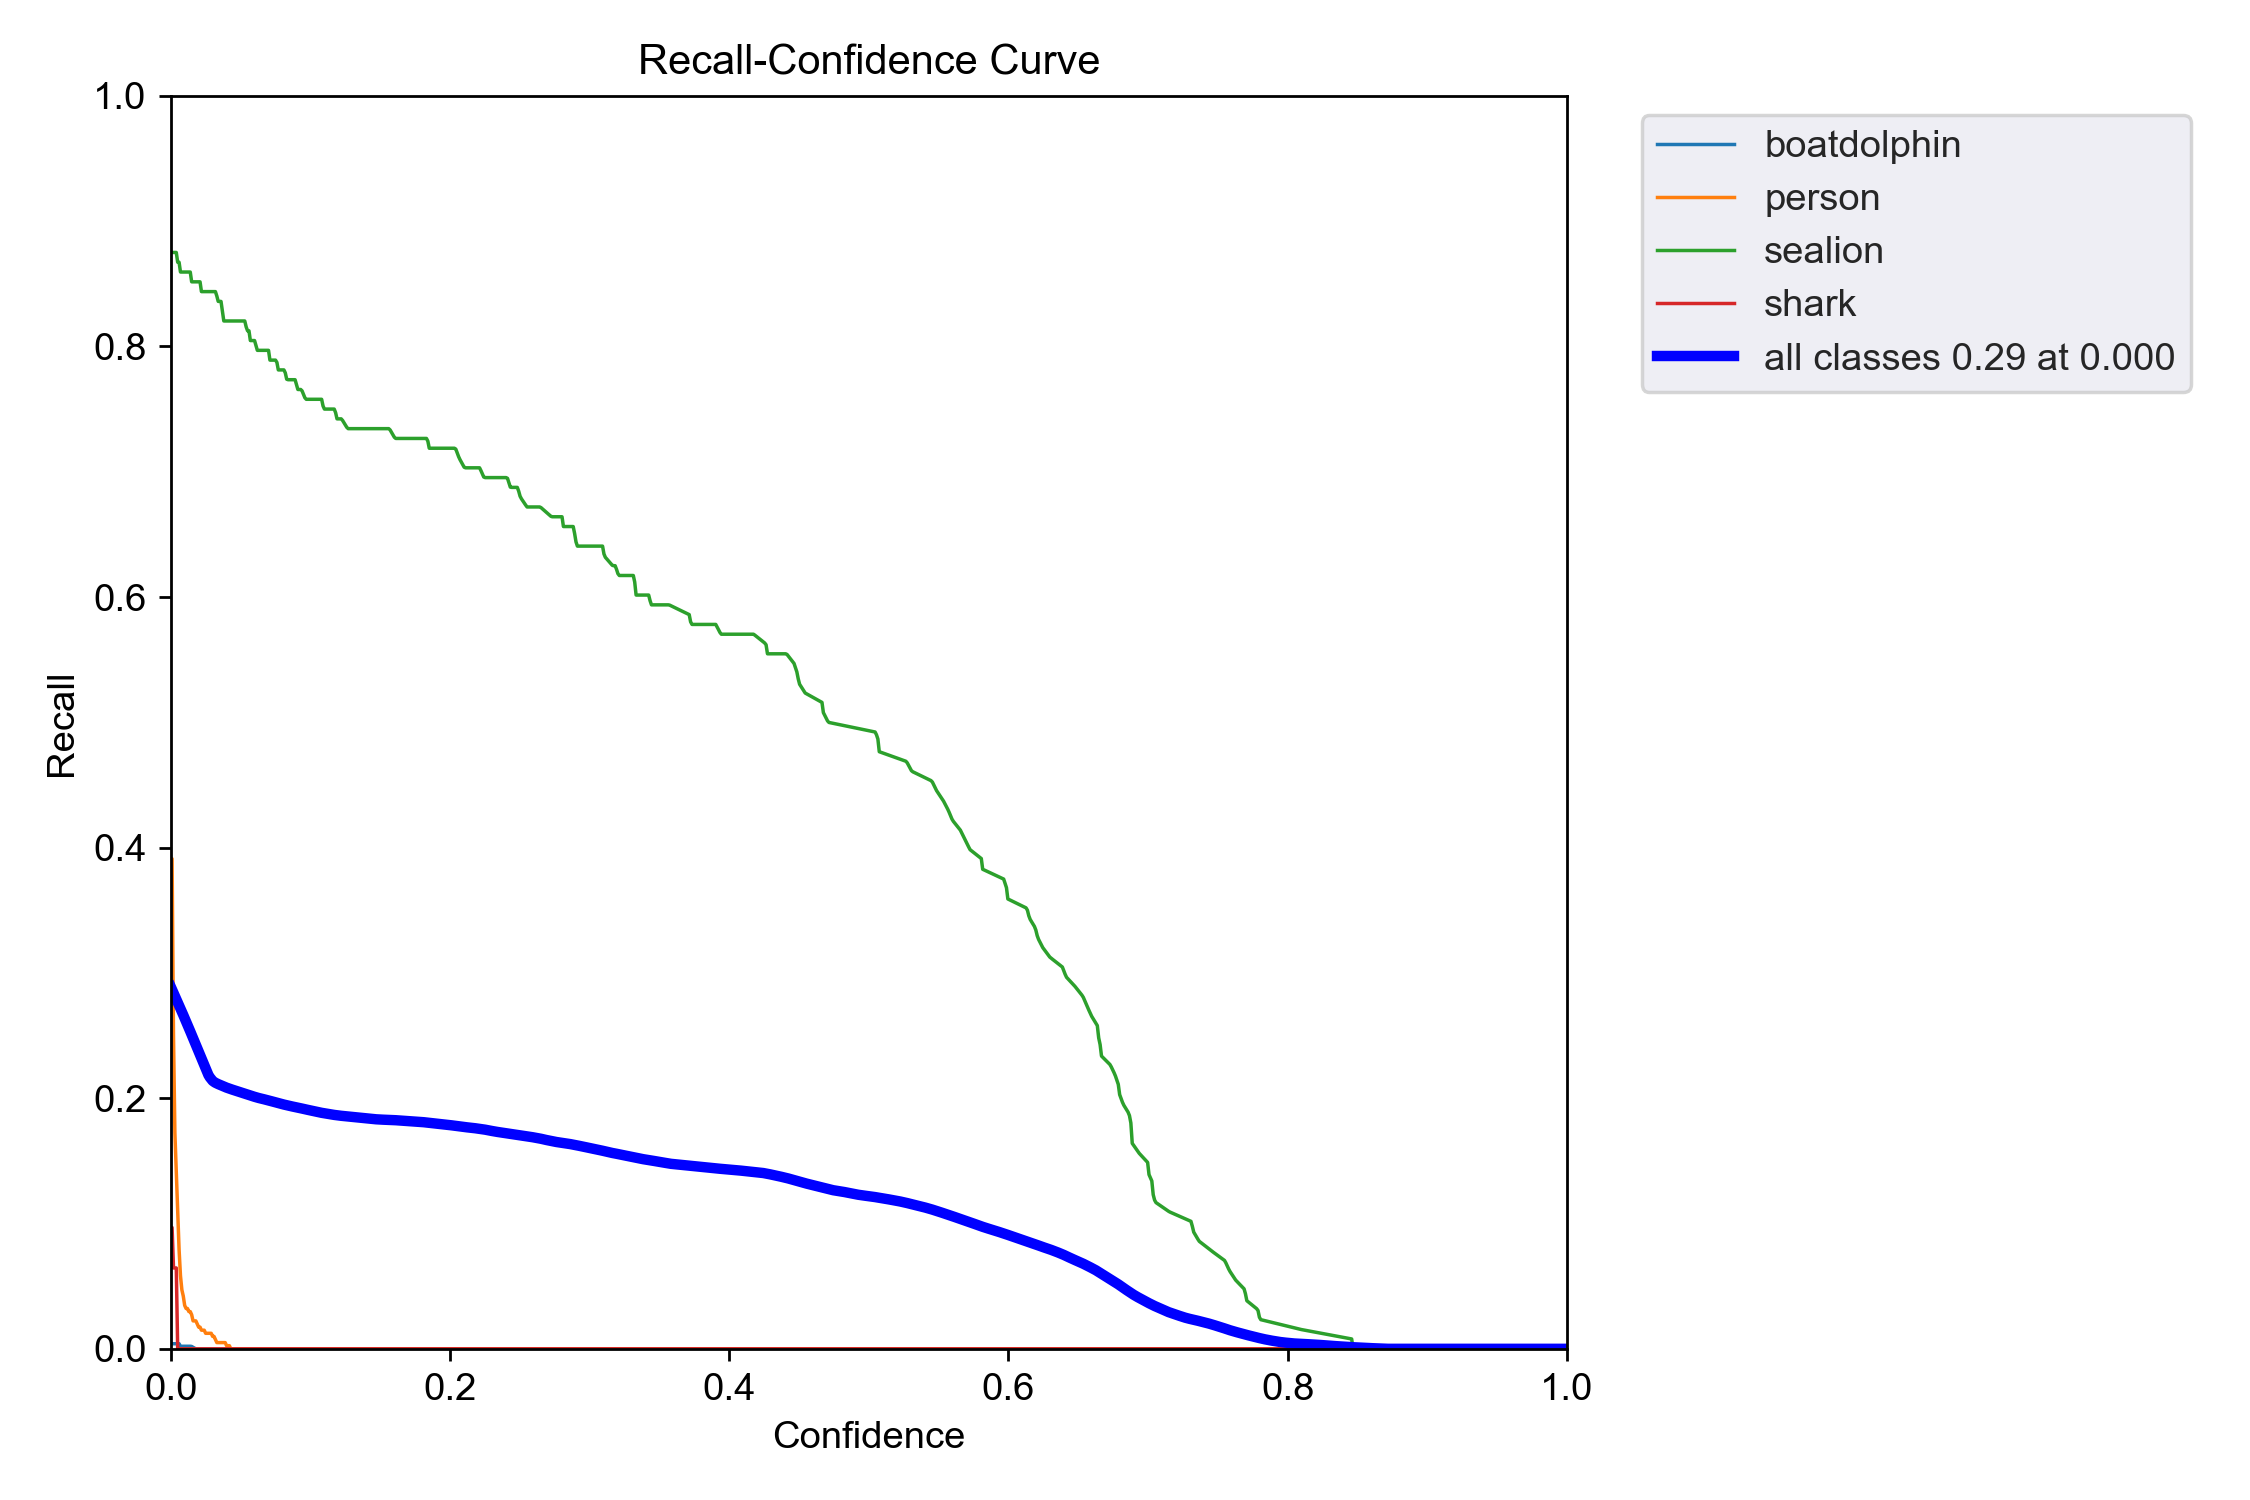 Recall-Confidence Curve
1.0
0.8
0.6
0.4
0.2
0.0
Recall
0.0 0.2 0.4 0.6 0.8 1.0
Confidence
boatdolphin
person
sealion
shark
all classes 0.29 at 0.000